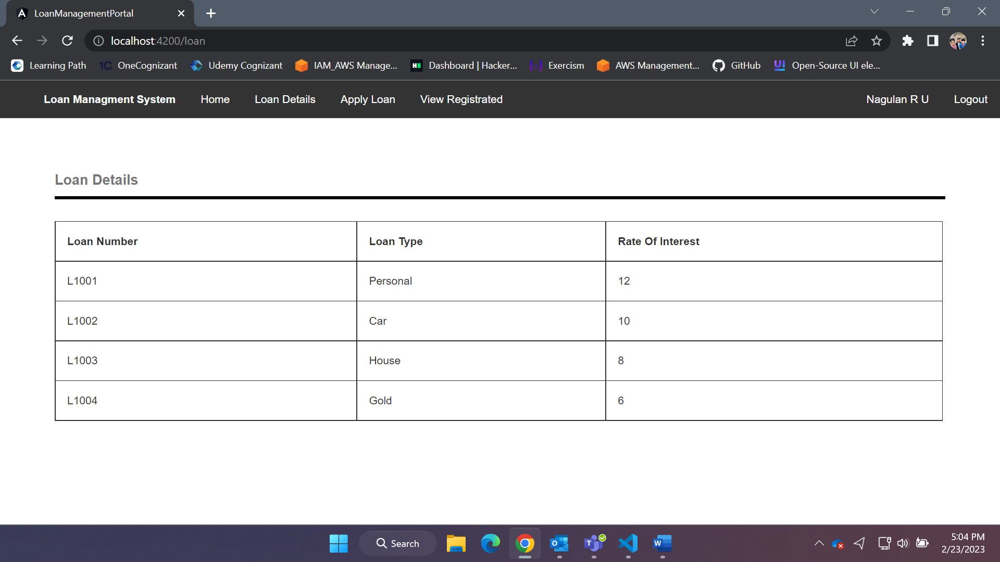 LoanManagementPortal
localhost:4200/loan
Learning Path 1C OneCognizant Udemy Cognizant IAM_AWS Manage... Dashboard | Hacker... Exercism AWS Management... GitHub UI Open-Source UI ele...
Loan Managment System Home Loan Details Apply Loan View Registrated Nagulan R U Logout
Loan Details
Loan Number Loan Type Rate Of Interest
L1001 Personal 12
L1002 Car 10
L1003 House 8
L1004 Gold 6
Search
5:04 PM
2/23/2023